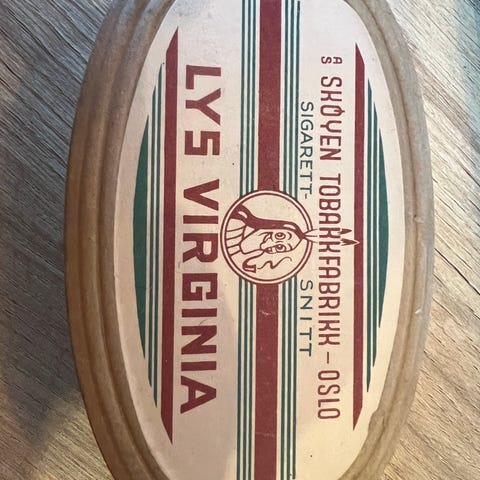 A/S SKØYEN TOBAKKFABRIKK – OSLO
SIGARETT- SNITT
LYS VIRGINIA